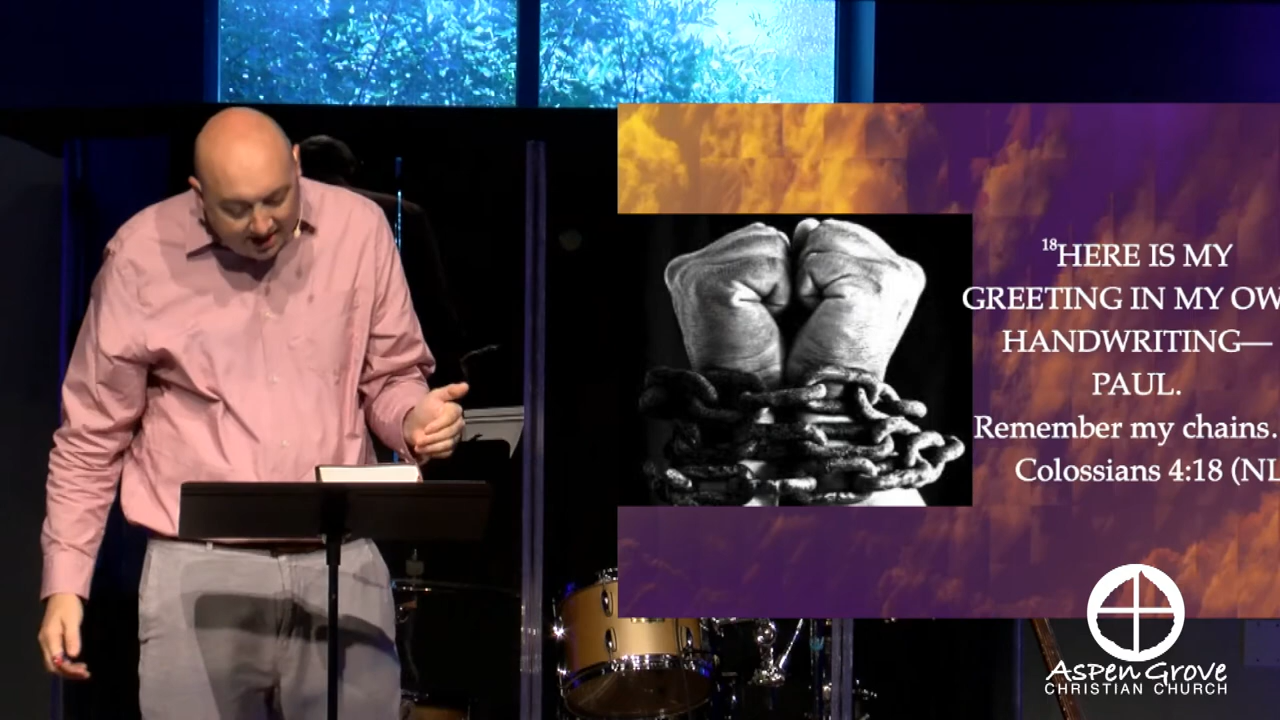 ¹⁸HERE IS MY
GREETING IN MY OW
HANDWRITING—
PAUL.
Remember my chains.
Colossians 4:18 (NL
Aspen Grove
CHRISTIAN CHURCH